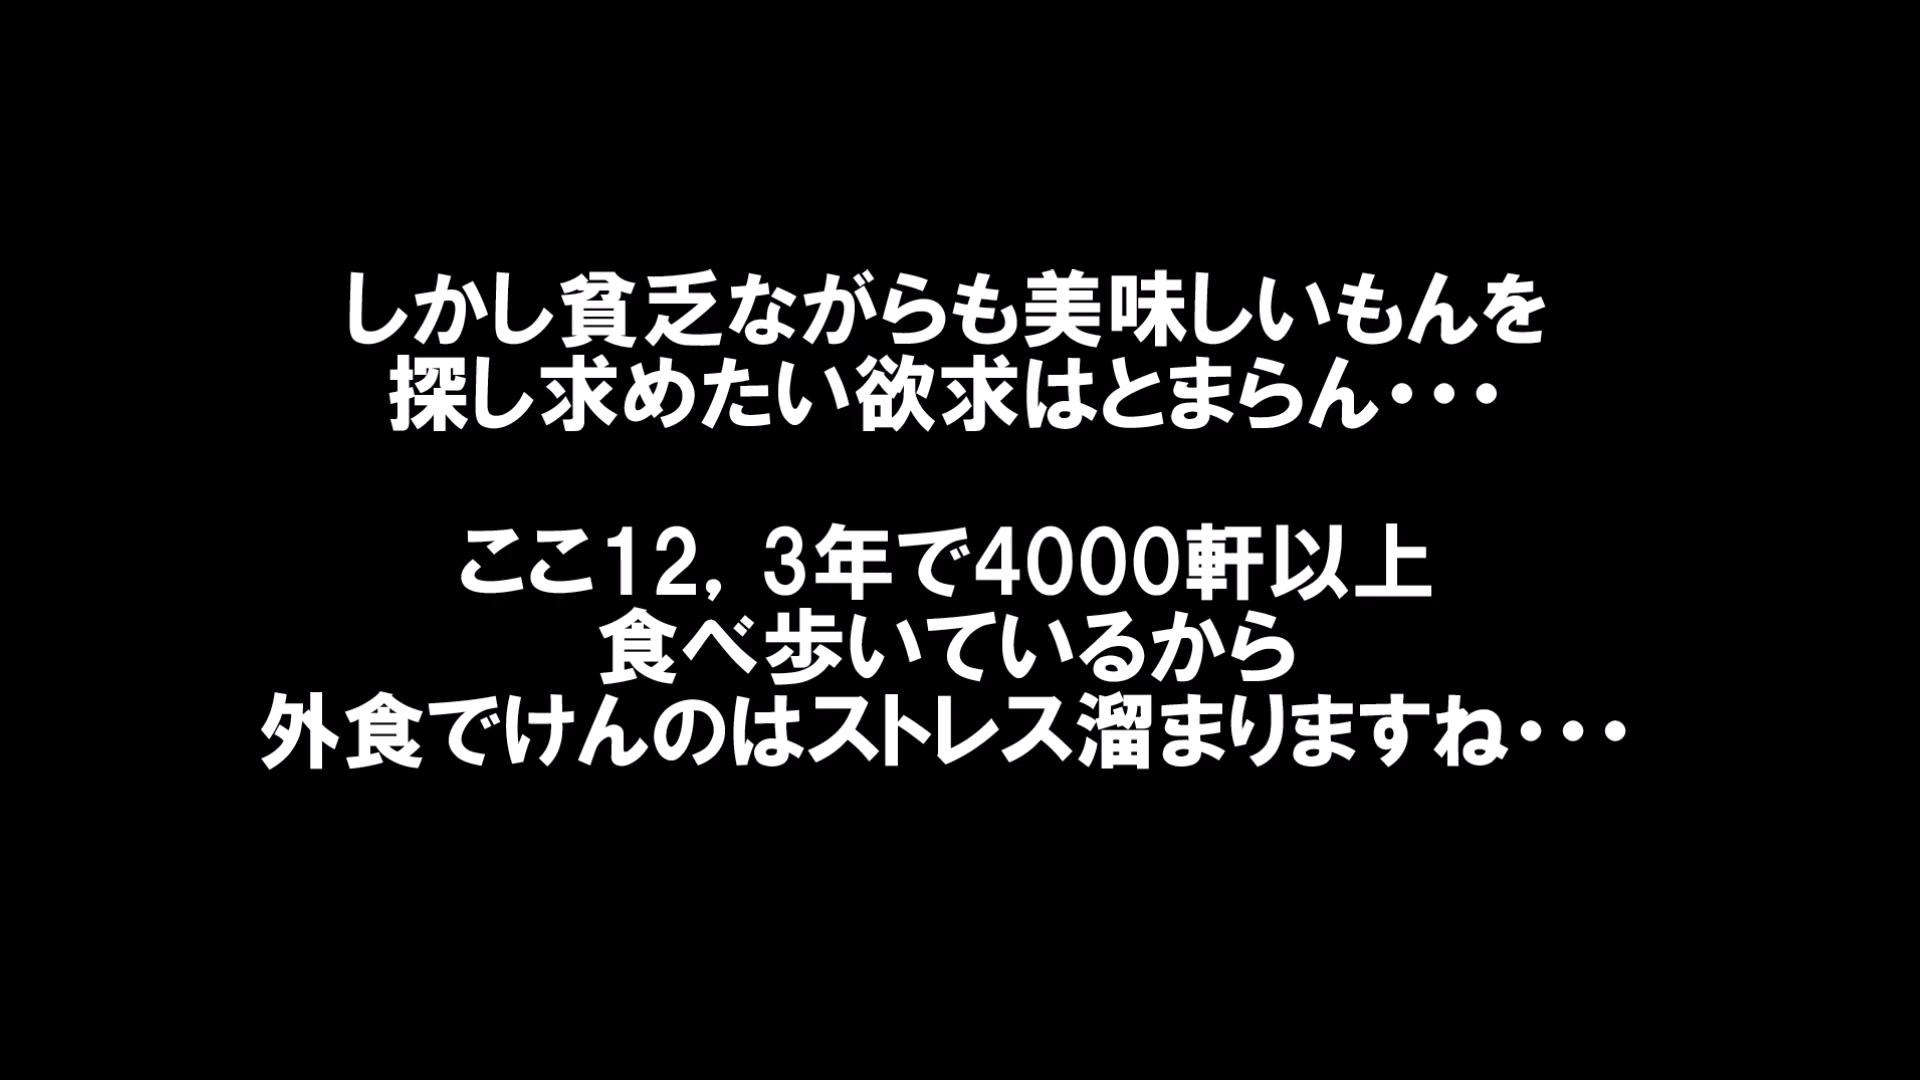 しかし貧乏ながらも美味しいもんを
探し求めたい欲求はとまらん・・・
ここ12，3年で4000軒以上
食べ歩いているから
外食でけんのはストレス溜まりますね・・・